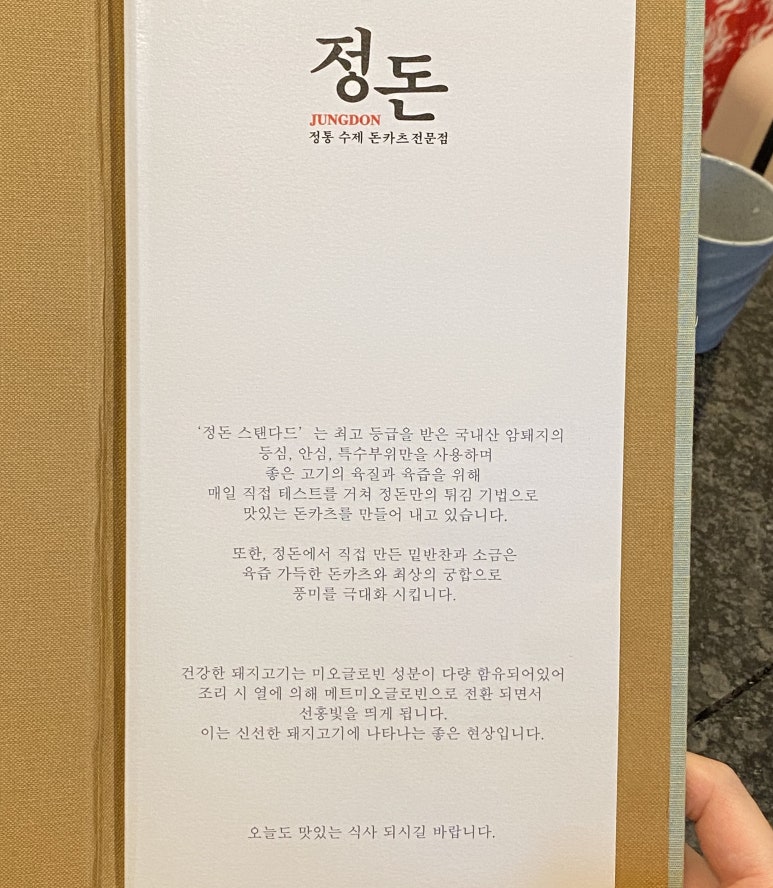 정돈
JUNGDON
정통 수제 돈카츠전문점
‘정돈 스탠다드’ 는 최고 등급을 받은 국내산 암퇘지의
등심, 안심, 특수부위만을 사용하며
좋은 고기의 육질과 육즙을 위해
매일 직접 테스트를 거쳐 정돈만의 튀김 기법으로
맛있는 돈카츠를 만들어 내고 있습니다.
또한, 정돈에서 직접 만든 밑반찬과 소금은
육즙 가득한 돈카츠와 최상의 궁합으로
풍미를 극대화 시킵니다.
건강한 돼지고기는 미오글로빈 성분이 다량 함유되어있어
조리 시 열에 의해 메트미오글로빈으로 전환 되면서
선홍빛을 띄게 됩니다.
이는 신선한 돼지고기에 나타나는 좋은 현상입니다.
오늘도 맛있는 식사 되시길 바랍니다.